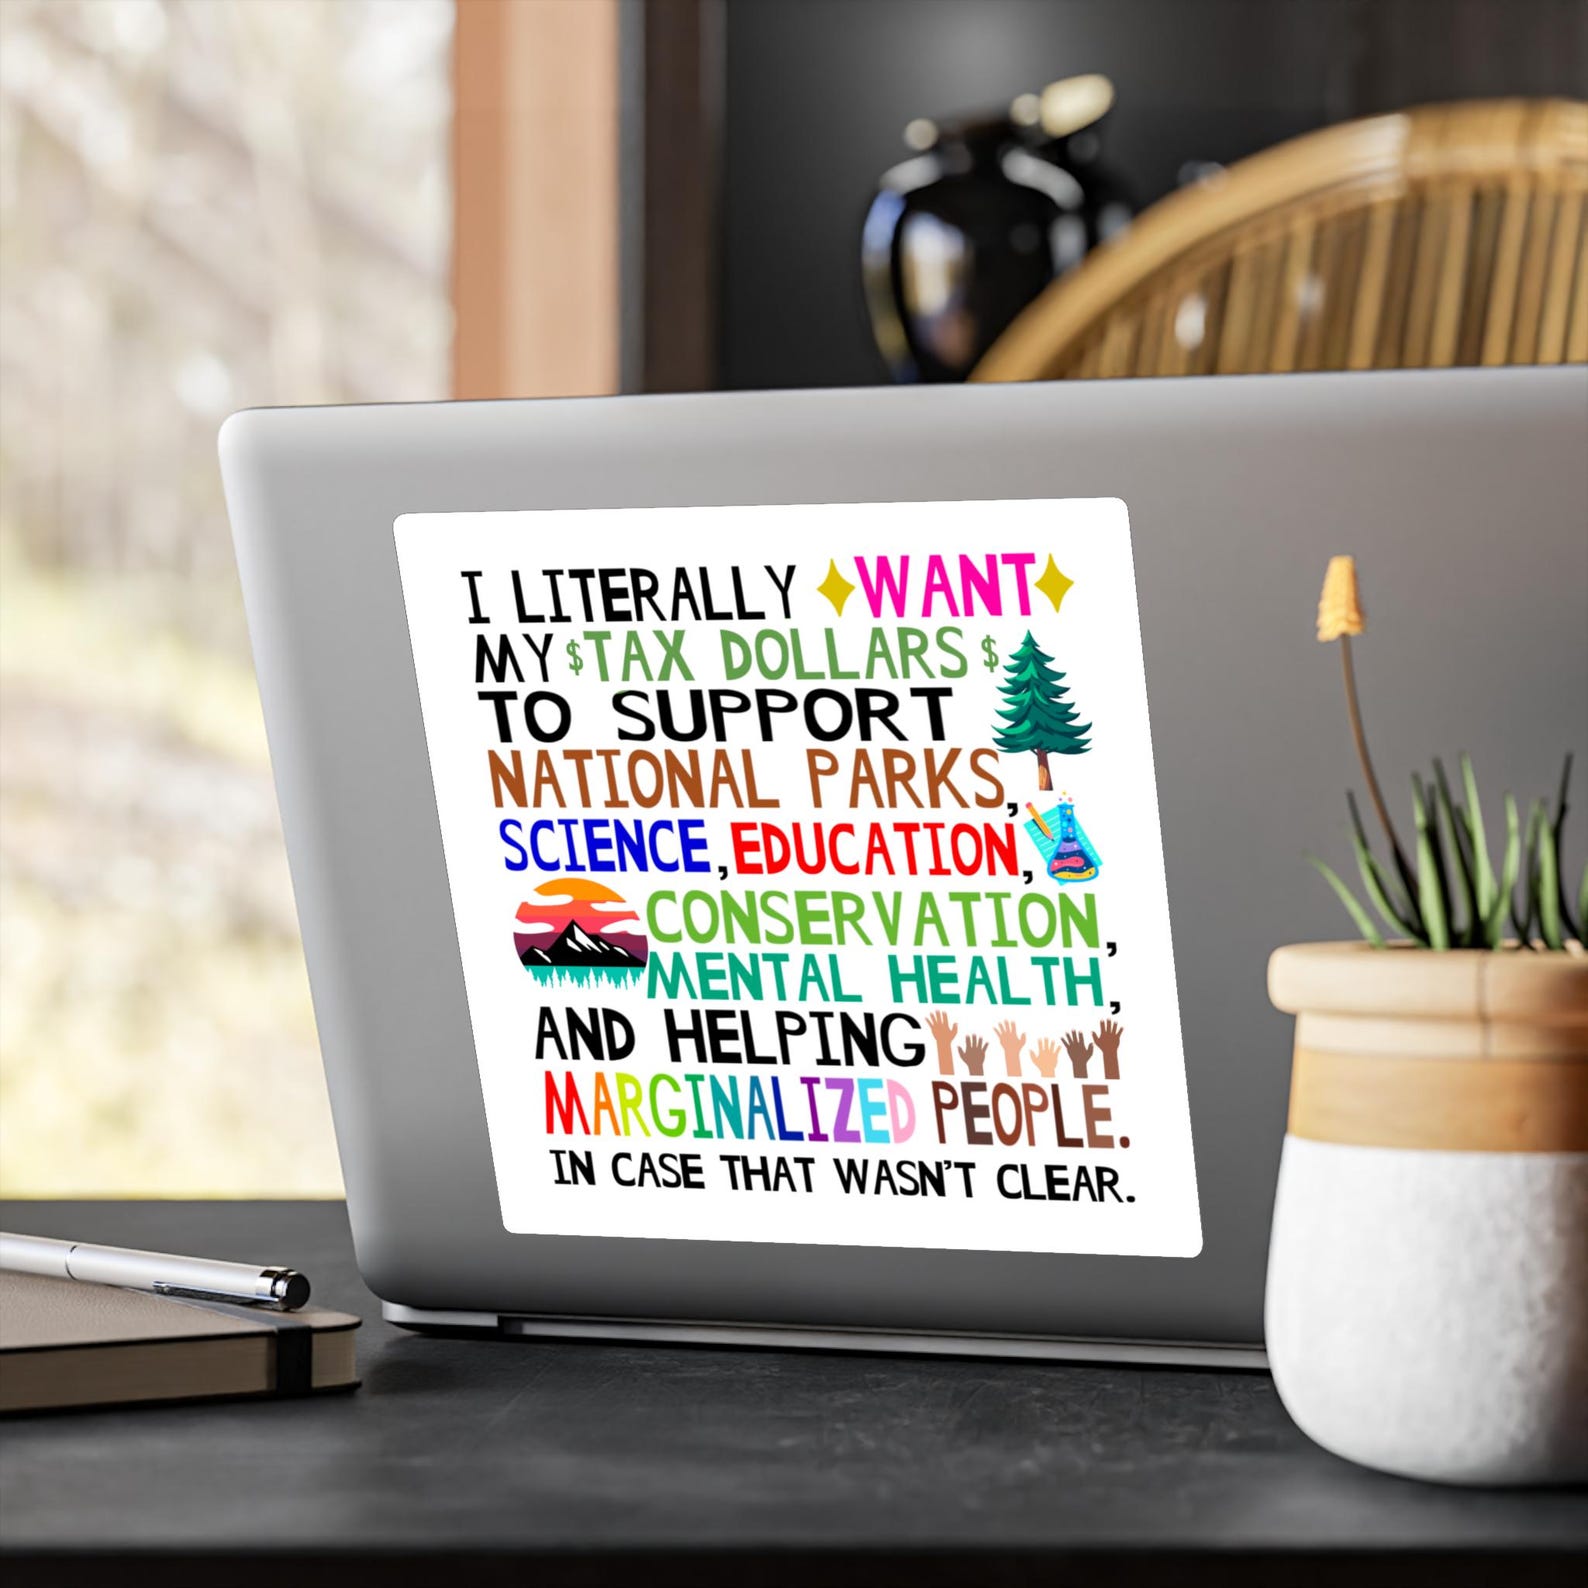 I LITERALLY WANT
MY $TAX DOLLARS $
TO SUPPORT
NATIONAL PARKS,
SCIENCE, EDUCATION,
CONSERVATION,
MENTAL HEALTH,
AND HELPING
MARGINALIZED PEOPLE.
IN CASE THAT WASN'T CLEAR.